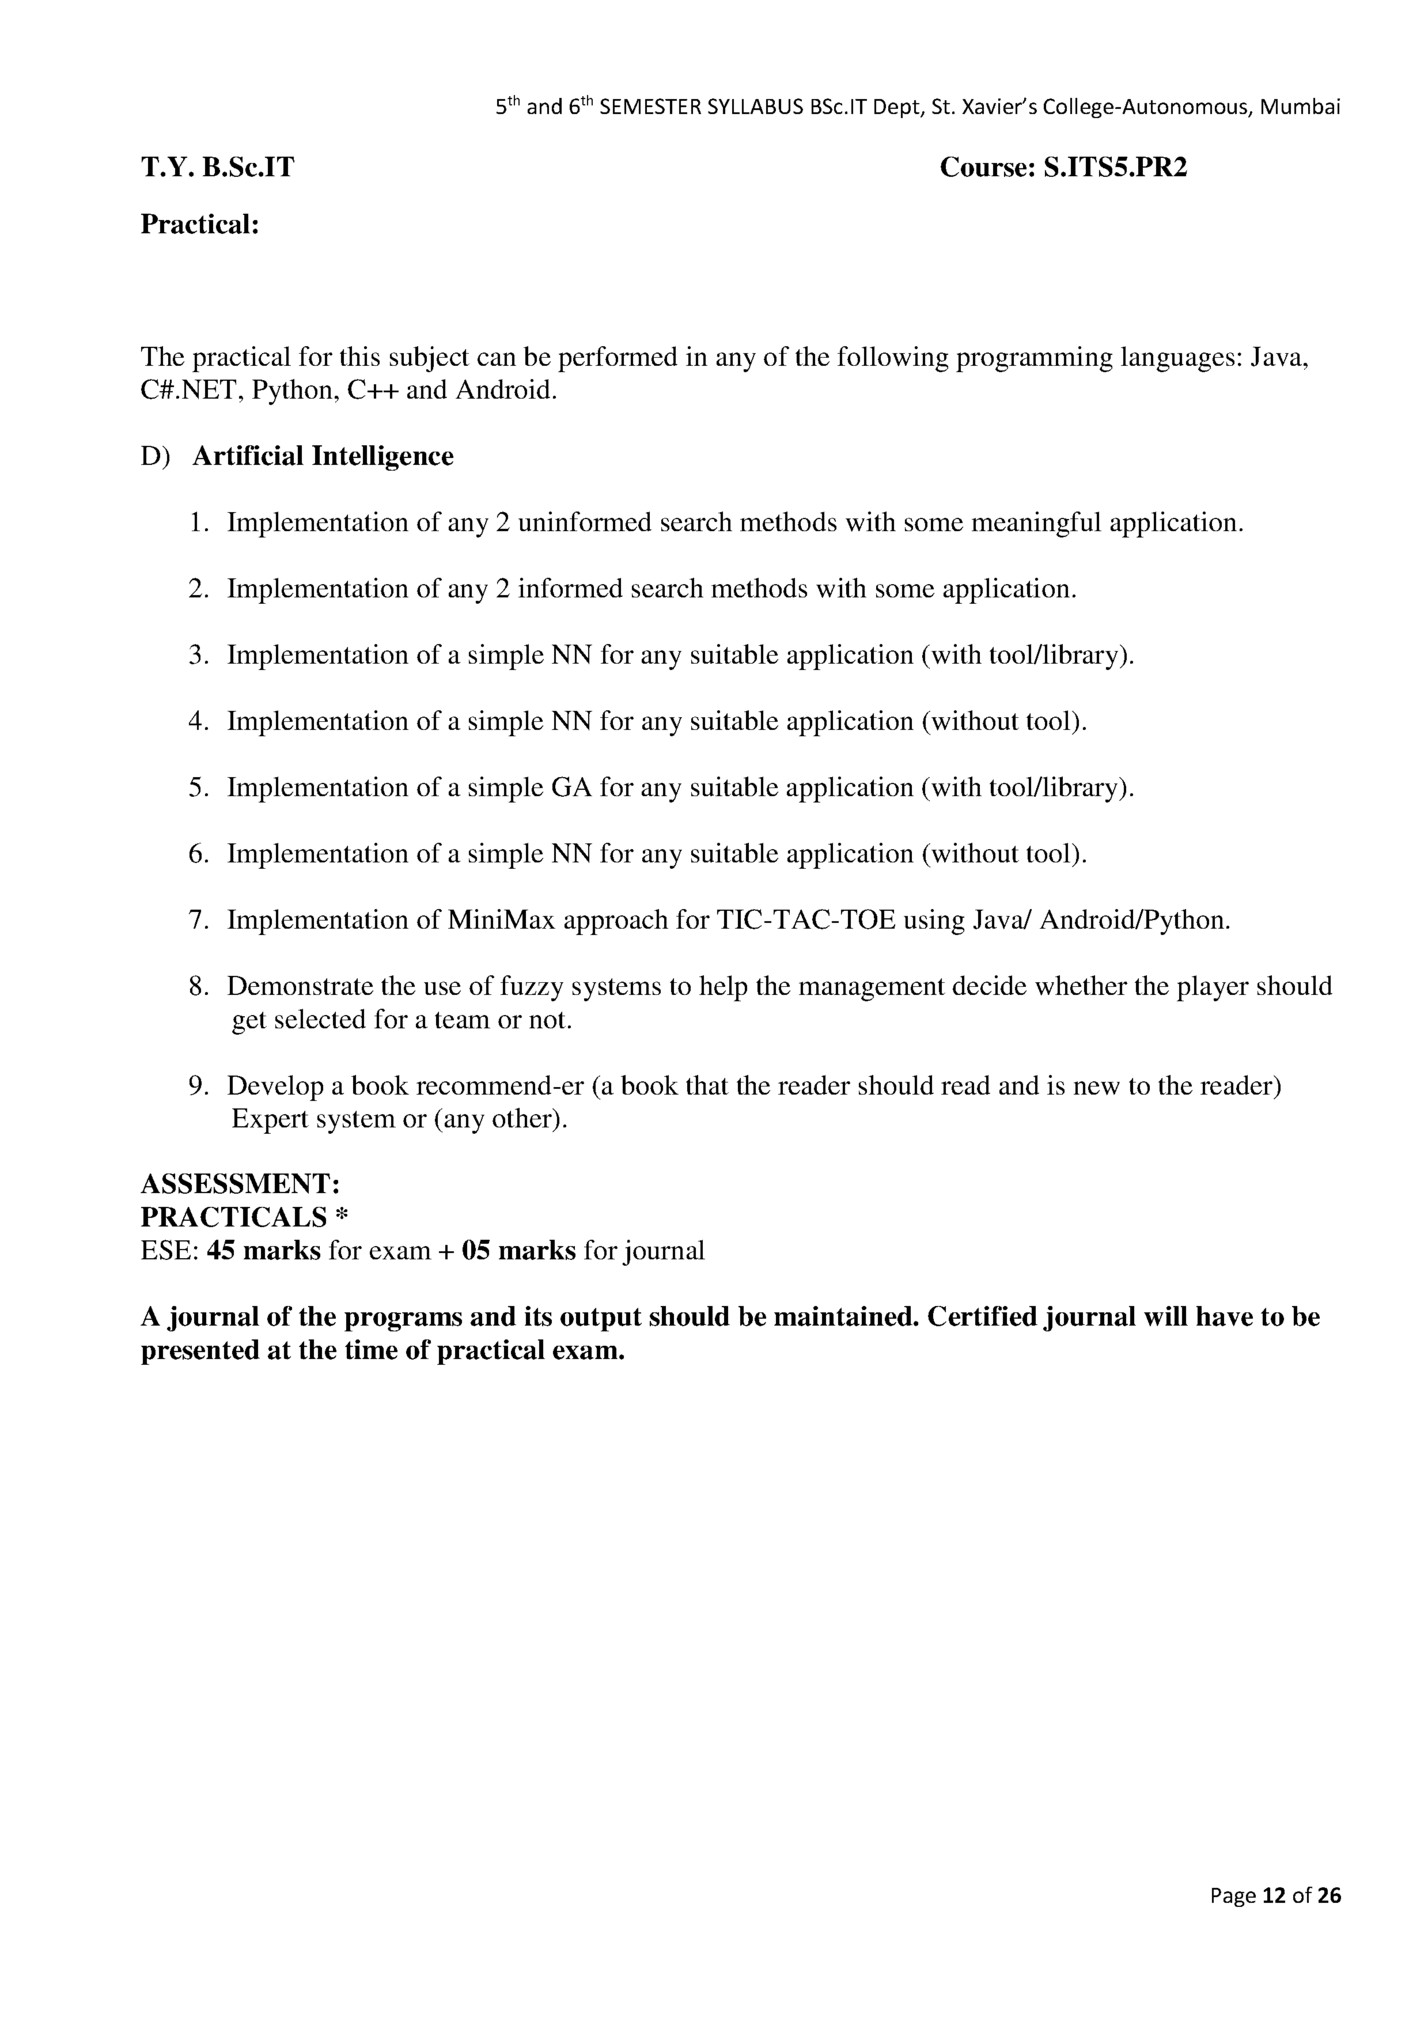 5th and 6th SEMESTER SYLLABUS BSc.IT Dept, St. Xavier’s College-Autonomous, Mumbai
T.Y. B.Sc.IT Course: S.ITS5.PR2
Practical:
The practical for this subject can be performed in any of the following programming languages: Java,
C#.NET, Python, C++ and Android.
D) Artificial Intelligence
1. Implementation of any 2 uninformed search methods with some meaningful application.
2. Implementation of any 2 informed search methods with some application.
3. Implementation of a simple NN for any suitable application (with tool/library).
4. Implementation of a simple NN for any suitable application (without tool).
5. Implementation of a simple GA for any suitable application (with tool/library).
6. Implementation of a simple NN for any suitable application (without tool).
7. Implementation of MiniMax approach for TIC-TAC-TOE using Java/ Android/Python.
8. Demonstrate the use of fuzzy systems to help the management decide whether the player should
get selected for a team or not.
9. Develop a book recommend-er (a book that the reader should read and is new to the reader)
Expert system or (any other).
ASSESSMENT:
PRACTICALS *
ESE: 45 marks for exam + 05 marks for journal
A journal of the programs and its output should be maintained. Certified journal will have to be
presented at the time of practical exam.
Page 12 of 26